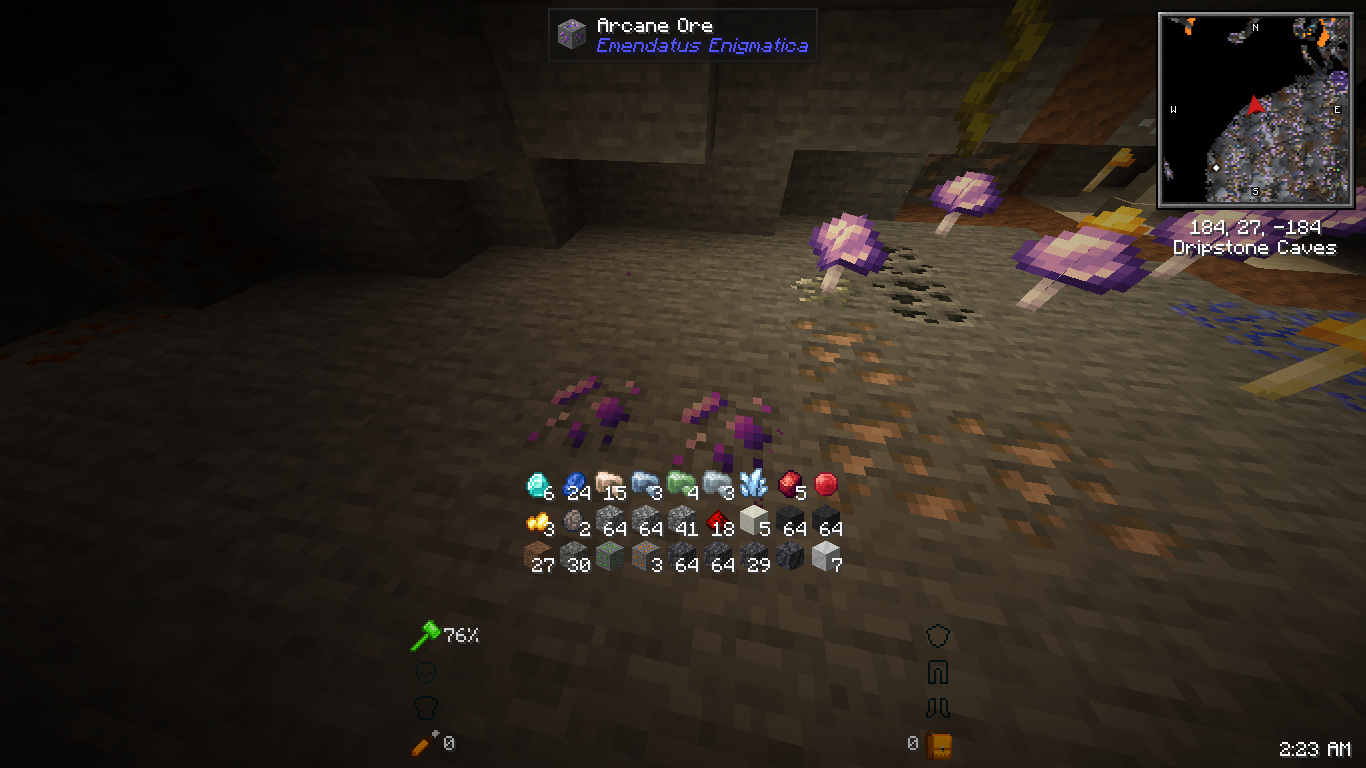 Arcane Ore
Emendatus Enigmatica
N
W
E
S
184, 27, -184
Dripstone Caves
6 24 15 3 4 3 5
3 2 64 64 41 18 5 64 64
27 30 3 64 64 29 7
76%
0
0
2:23 AM